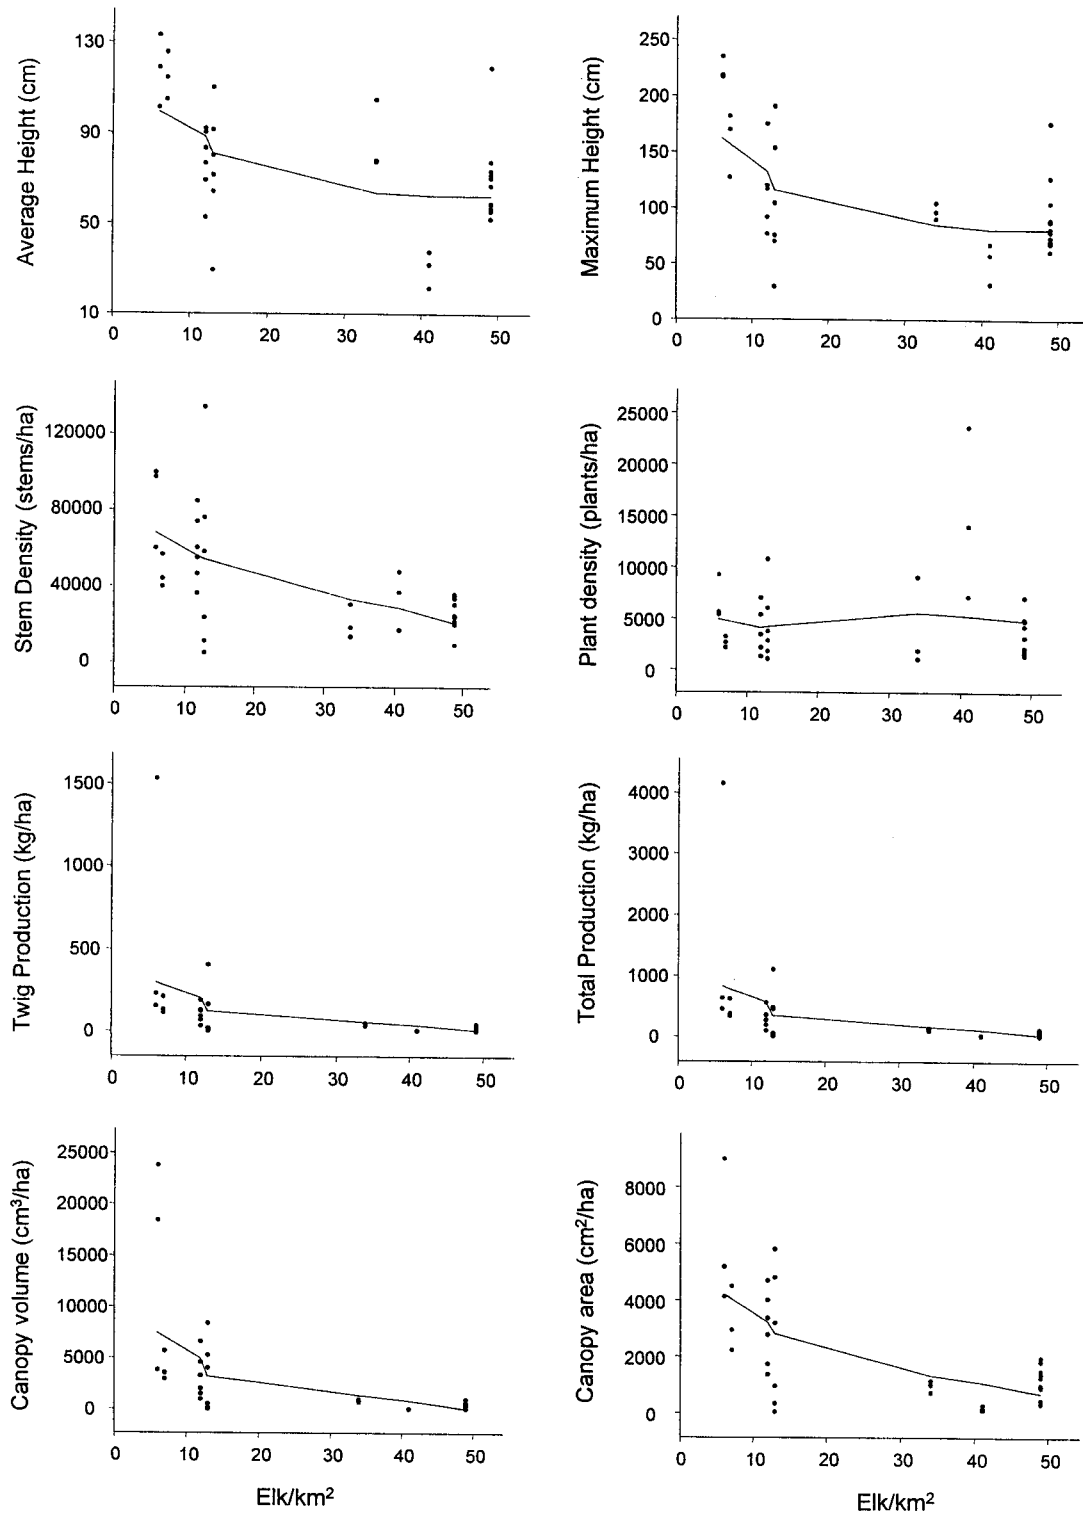 Average Height (cm)
130
90
50
10
0 10 20 30 40 50
Maximum Height (cm)
250
200
150
100
50
0
0 10 20 30 40 50
Stem Density (stems/ha)
120000
80000
40000
0
0 10 20 30 40 50
Plant density (plants/ha)
25000
20000
15000
10000
5000
0
0 10 20 30 40 50
Twig Production (kg/ha)
1500
1000
500
0
0 10 20 30 40 50
Total Production (kg/ha)
4000
3000
2000
1000
0
0 10 20 30 40 50
Canopy volume (cm³/ha)
25000
20000
15000
10000
5000
0
0 10 20 30 40 50
Elk/km²
Canopy area (cm²/ha)
8000
6000
4000
2000
0
0 10 20 30 40 50
Elk/km²